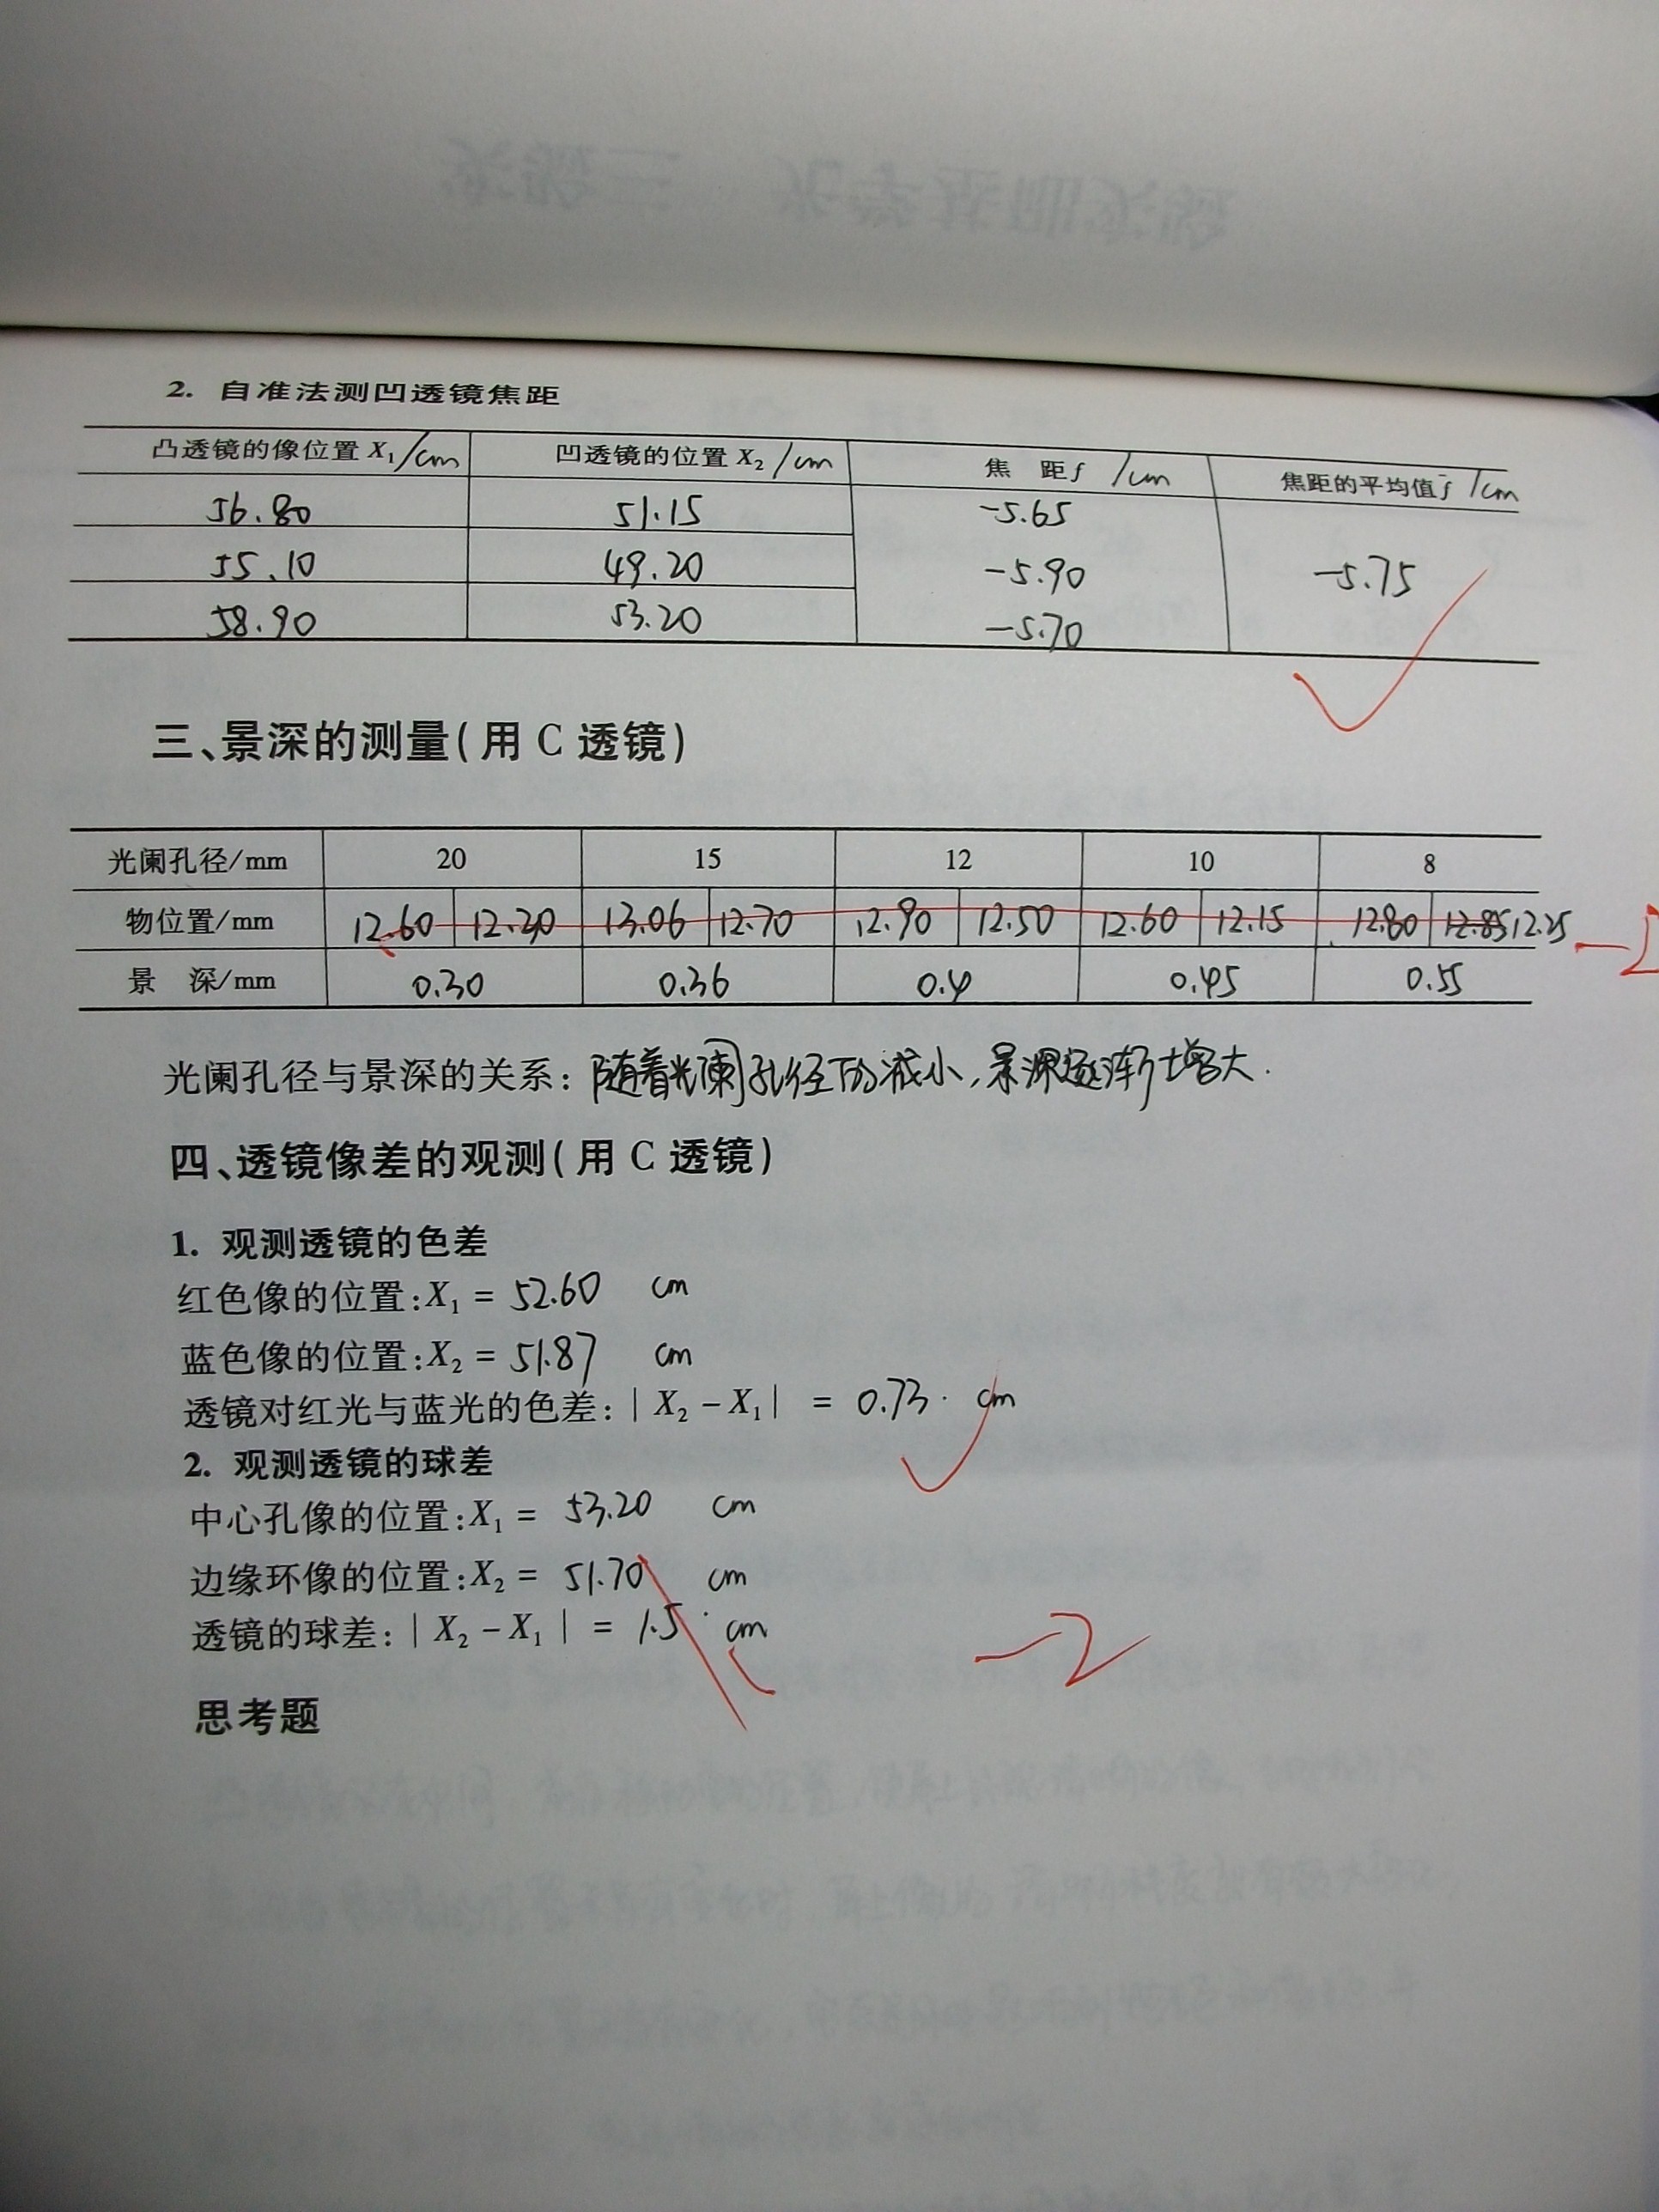 2. 自准法测凹透镜焦距
凸透镜的像位置 X₁/cm 凹透镜的位置 X₂/cm 焦 距 f /cm 焦距的平均值 f̄ /cm
56.80 51.15 -5.65
55.10 49.20 -5.90 -5.75
58.90 53.20 -5.70
三、景深的测量(用 C 透镜)
光阑孔径/mm 20 15 12 10 8
物位置/mm 12.60 12.30 13.06 12.70 12.90 12.50 12.60 12.15 12.80 12.85 12.25
景 深/mm 0.30 0.36 0.4 0.45 0.55
光阑孔径与景深的关系: 随着光阑孔径的减小,景深逐渐增大.
四、透镜像差的观测(用 C 透镜)
1. 观测透镜的色差
红色像的位置:X₁ = 52.60 cm
蓝色像的位置:X₂ = 51.87 cm
透镜对红光与蓝光的色差:| X₂ - X₁| = 0.73 cm
2. 观测透镜的球差
中心孔像的位置:X₁ = 53.20 cm
边缘环像的位置:X₂ = 51.70 cm
透镜的球差:| X₂ - X₁ | = 1.5 cm
-2
思考题